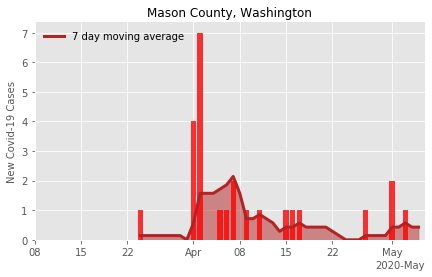 Mason County, Washington
7 day moving average
New Covid-19 Cases
7
6
5
4
3
2
1
0
08 15 22 Apr 08 15 22 May
2020-May